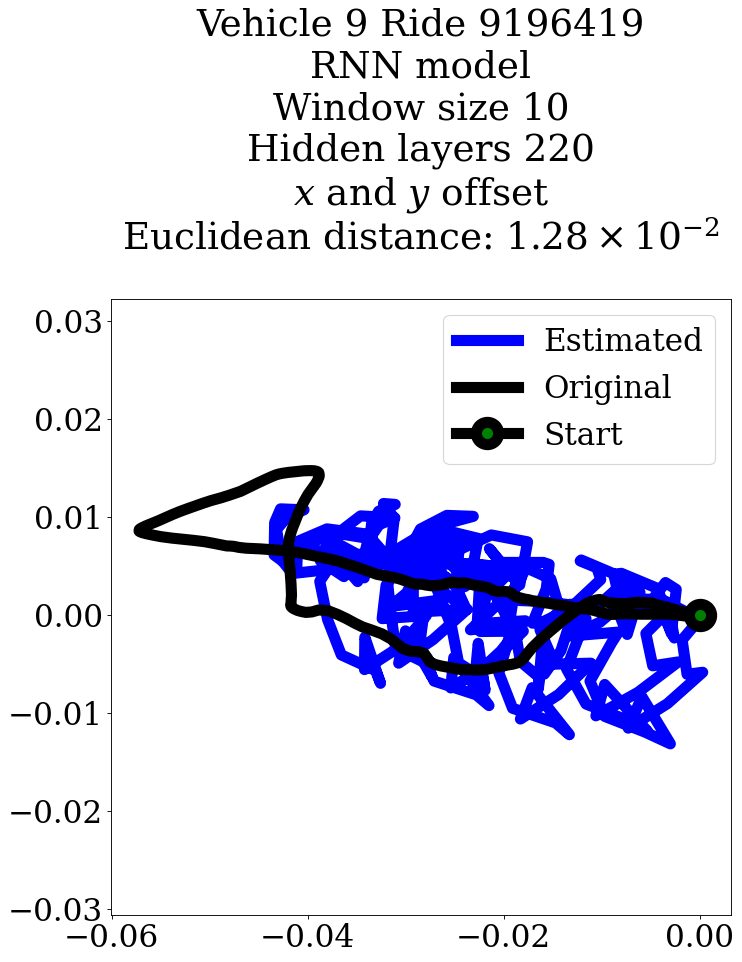 Vehicle 9 Ride 9196419
RNN model
Window size 10
Hidden layers 220
x and y offset
Euclidean distance: 1.28 × 10⁻²
Estimated
Original
Start
0.03
0.02
0.01
0.00
−0.01
−0.02
−0.03
−0.06
−0.04
−0.02
0.00